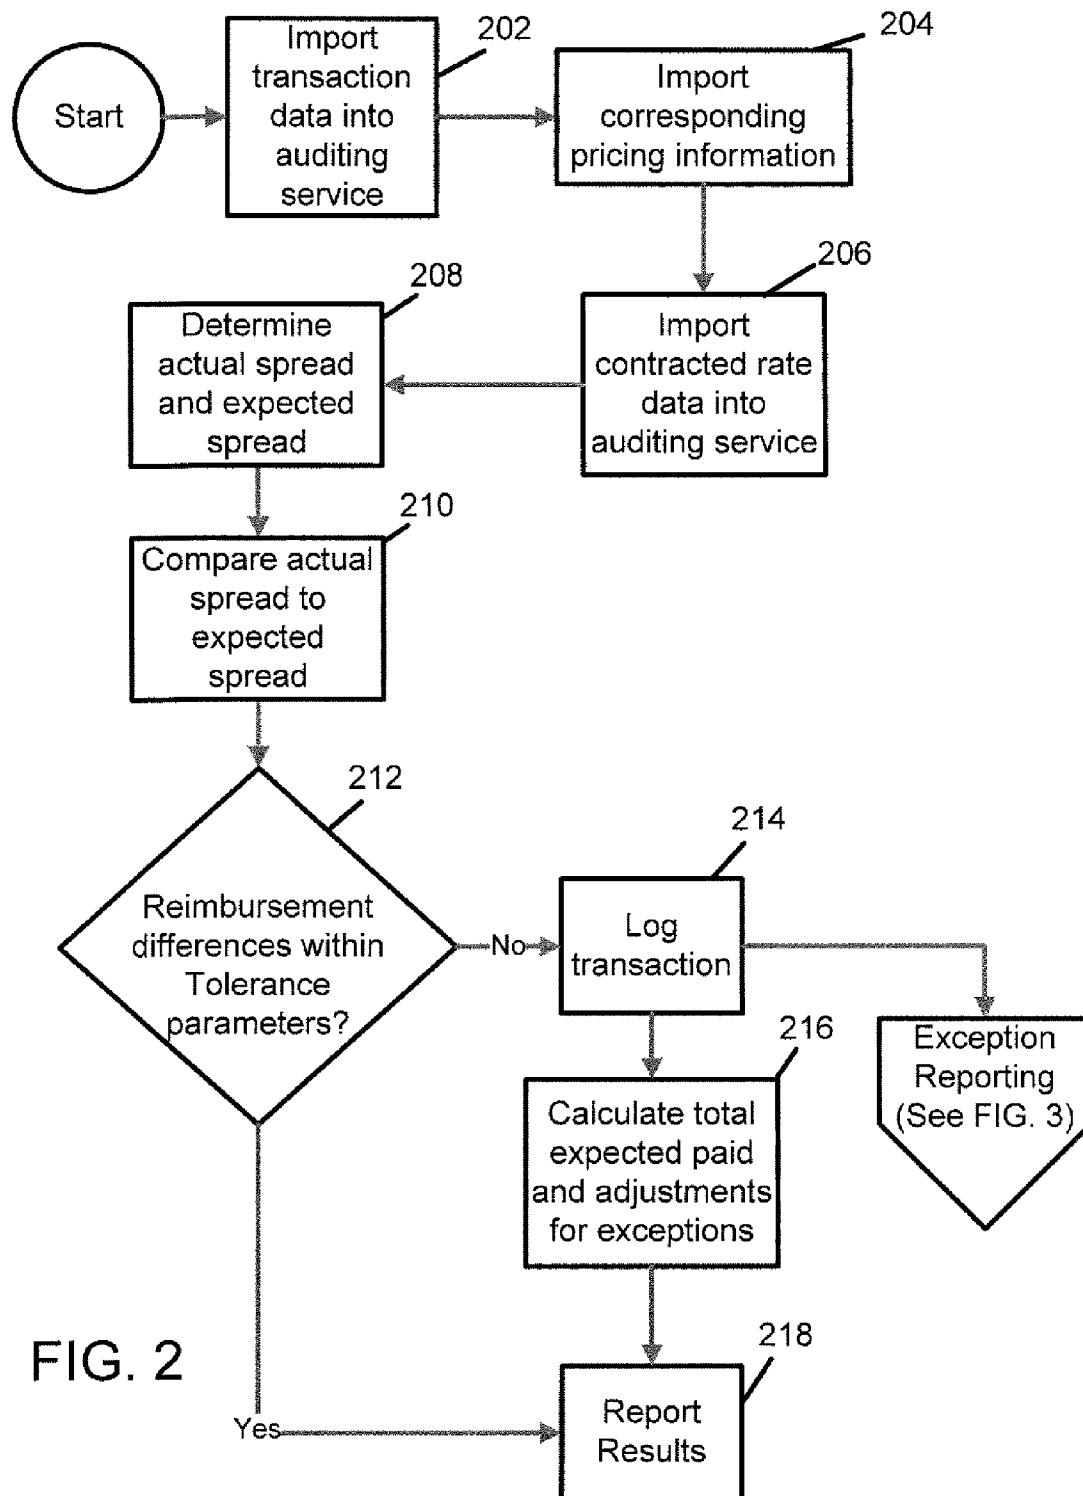 Start
202
Import
transaction
data into
auditing
service
204
Import
corresponding
pricing information
206
Import
contracted rate
data into
auditing service
208
Determine
actual spread
and expected
spread
210
Compare actual
spread to
expected
spread
212
Reimbursement
differences within
Tolerance
parameters?
No
214
Log
transaction
Exception
Reporting
(See FIG. 3)
216
Calculate total
expected paid
and adjustments
for exceptions
FIG. 2
Yes
218
Report
Results